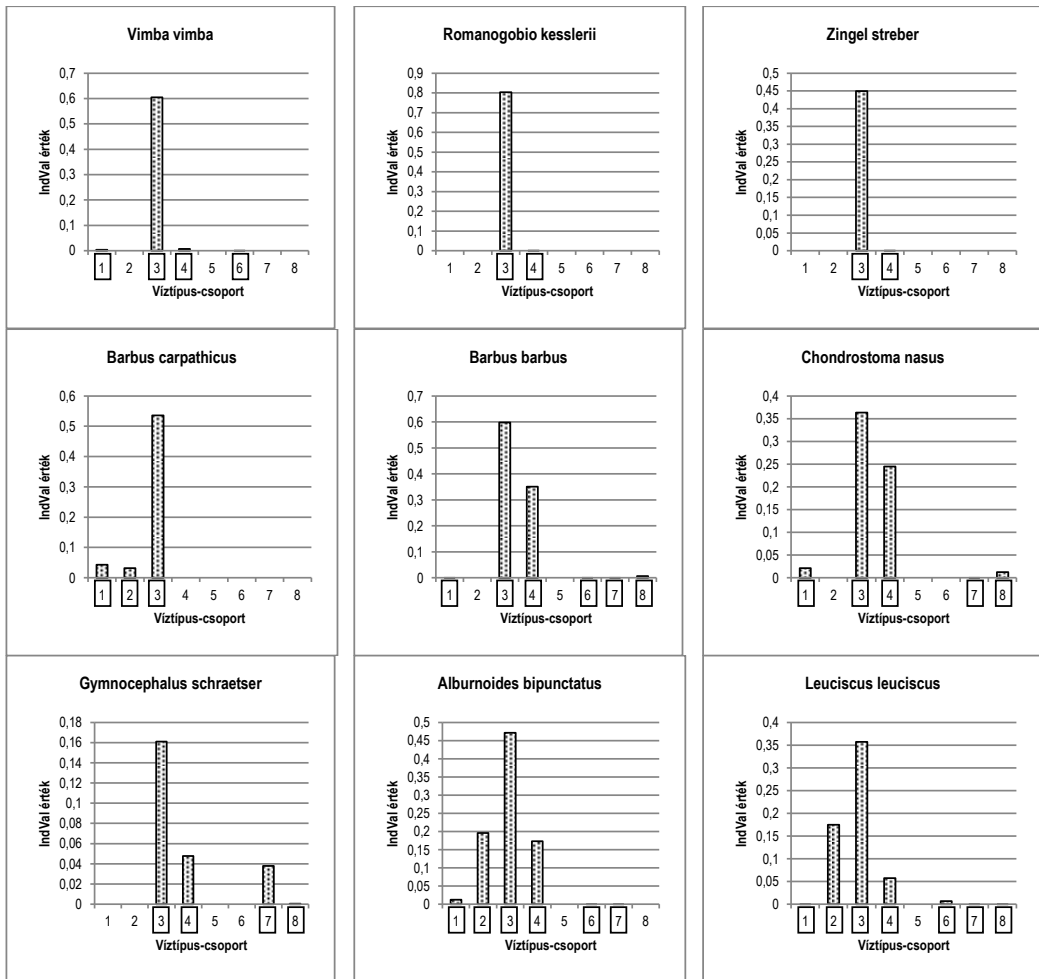 Vimba vimba
IndVal érték
0,7
0,6
0,5
0,4
0,3
0,2
0,1
0
1 2 3 4 5 6 7 8
Víztípus-csoport
Romanogobio kesslerii
IndVal érték
0,9
0,8
0,7
0,6
0,5
0,4
0,3
0,2
0,1
0
1 2 3 4 5 6 7 8
Víztípus-csoport
Zingel streber
IndVal érték
0,5
0,45
0,4
0,35
0,3
0,25
0,2
0,15
0,1
0,05
0
1 2 3 4 5 6 7 8
Víztípus-csoport
Barbus carpathicus
IndVal érték
0,6
0,5
0,4
0,3
0,2
0,1
0
1 2 3 4 5 6 7 8
Víztípus-csoport
Barbus barbus
IndVal érték
0,7
0,6
0,5
0,4
0,3
0,2
0,1
0
1 2 3 4 5 6 7 8
Víztípus-csoport
Chondrostoma nasus
IndVal érték
0,4
0,35
0,3
0,25
0,2
0,15
0,1
0,05
0
1 2 3 4 5 6 7 8
Víztípus-csoport
Gymnocephalus schraetser
IndVal érték
0,18
0,16
0,14
0,12
0,1
0,08
0,06
0,04
0,02
0
1 2 3 4 5 6 7 8
Víztípus-csoport
Alburnoides bipunctatus
IndVal érték
0,5
0,45
0,4
0,35
0,3
0,25
0,2
0,15
0,1
0,05
0
1 2 3 4 5 6 7 8
Víztípus-csoport
Leuciscus leuciscus
IndVal érték
0,4
0,35
0,3
0,25
0,2
0,15
0,1
0,05
0
1 2 3 4 5 6 7 8
Víztípus-csoport